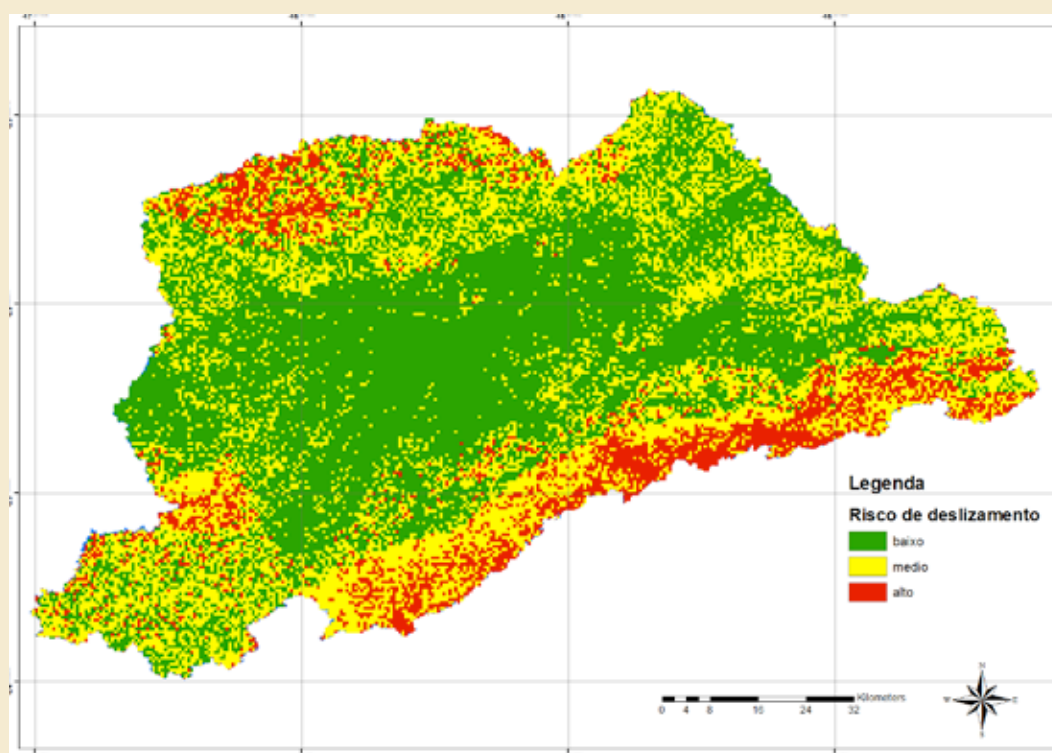 Legenda
Risco de deslizamento
baixo
medio
alto
N
W E
S
Kilometers
0 4 8 16 24 32